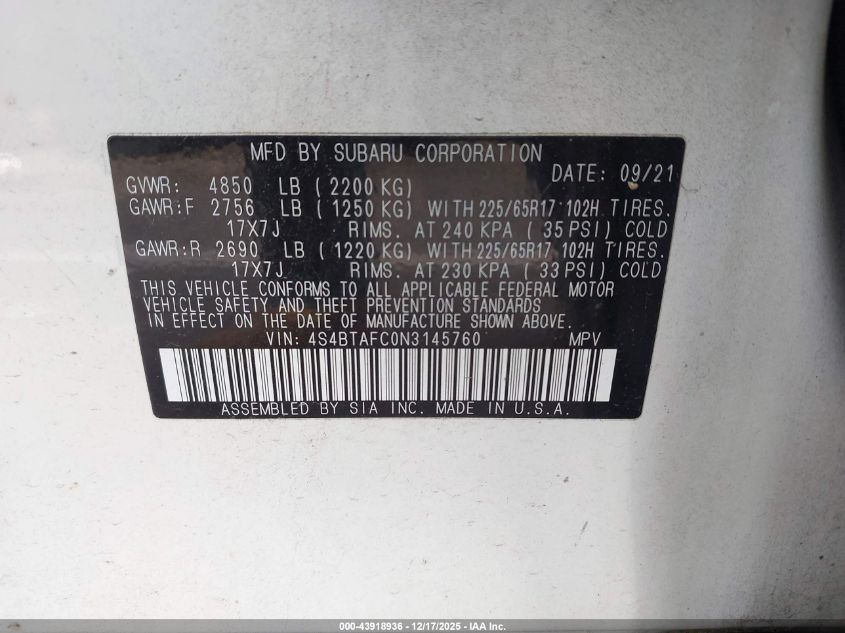 MFD BY SUBARU CORPORATION
DATE: 09/21
GVWR: 4850 LB ( 2200 KG)
GAWR:F 2756 LB ( 1250 KG) WITH 225/65R17 102H TIRES.
17X7J RIMS. AT 240 KPA ( 35 PSI) COLD
GAWR:R 2690 LB ( 1220 KG) WITH 225/65R17 102H TIRES.
17X7J RIMS. AT 230 KPA ( 33 PSI) COLD
THIS VEHICLE CONFORMS TO ALL APPLICABLE FEDERAL MOTOR
VEHICLE SAFETY AND THEFT PREVENTION STANDARDS
IN EFFECT ON THE DATE OF MANUFACTURE SHOWN ABOVE.
VIN: 4S4BTAFC0N3145760 MPV
ASSEMBLED BY SIA INC. MADE IN U.S.A.
000-43918936 - 12/17/2025 - IAA Inc.